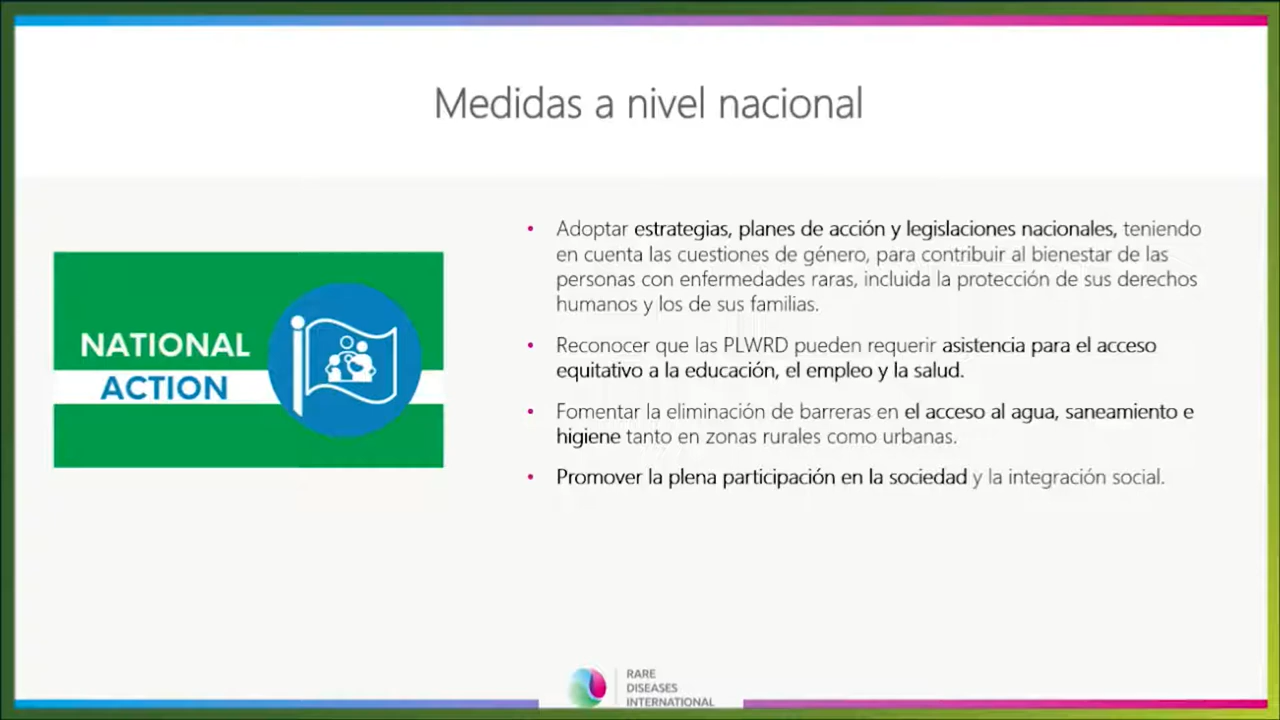 Medidas a nivel nacional
NATIONAL
ACTION
• Adoptar estrategias, planes de acción y legislaciones nacionales, teniendo
en cuenta las cuestiones de género, para contribuir al bienestar de las
personas con enfermedades raras, incluida la protección de sus derechos
humanos y los de sus familias.
• Reconocer que las PLWRD pueden requerir asistencia para el acceso
equitativo a la educación, el empleo y la salud.
• Fomentar la eliminación de barreras en el acceso al agua, saneamiento e
higiene tanto en zonas rurales como urbanas.
• Promover la plena participación en la sociedad y la integración social.
RARE
DISEASES
INTERNATIONAL